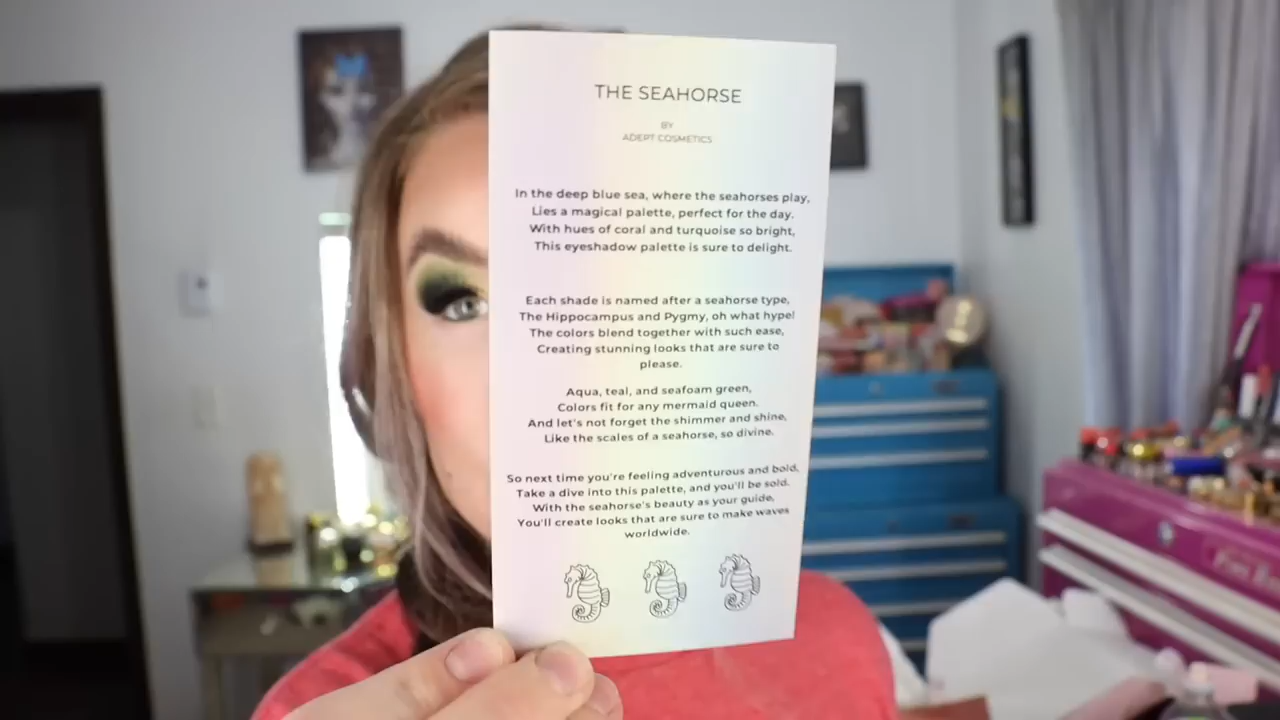 THE SEAHORSE
BY
ADEPT COSMETICS
In the deep blue sea, where the seahorses play,
Lies a magical palette, perfect for the day.
With hues of coral and turquoise so bright,
This eyeshadow palette is sure to delight.
Each shade is named after a seahorse type,
The Hippocampus and Pygmy, oh what hype!
The colors blend together with such ease,
Creating stunning looks that are sure to
please.
Aqua, teal, and seafoam green,
Colors fit for any mermaid queen.
And let's not forget the shimmer and shine,
Like the scales of a seahorse, so divine.
So next time you're feeling adventurous and bold,
Take a dive into this palette, and you'll be sold.
With the seahorse's beauty as your guide,
You'll create looks that are sure to make waves
worldwide.